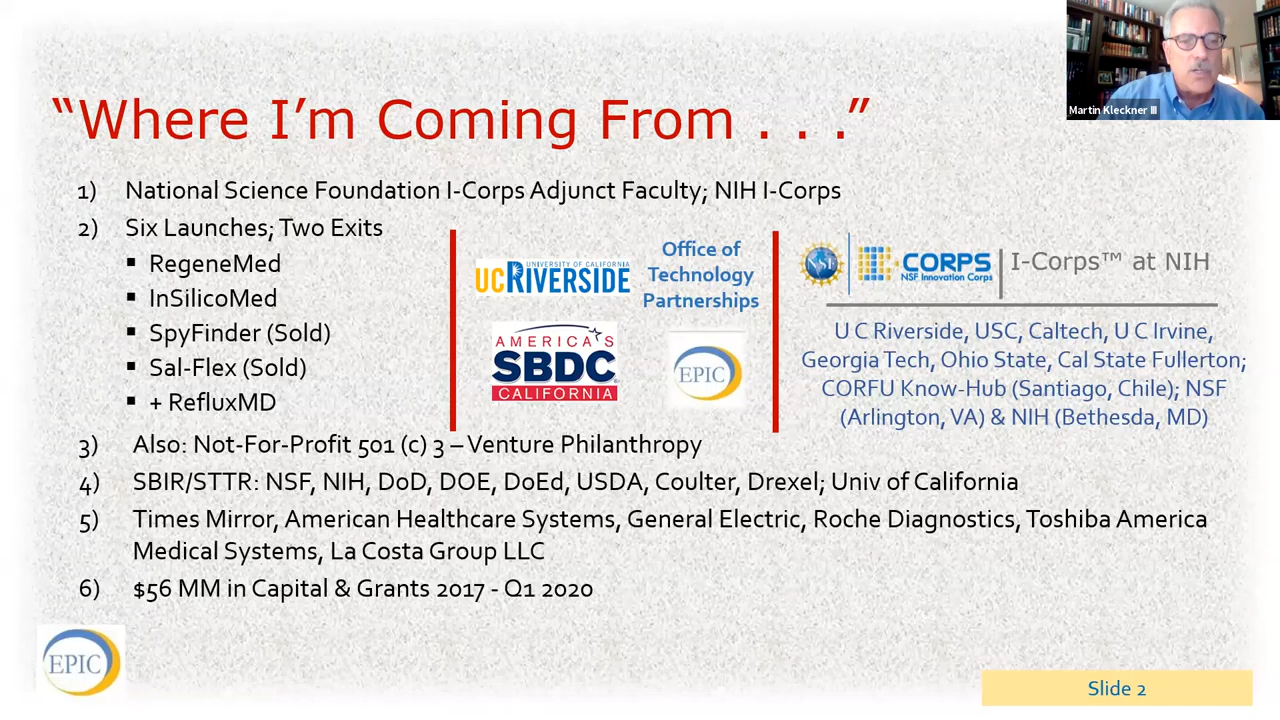 Martin Kleckner III
“Where I’m Coming From . . .”
1) National Science Foundation I-Corps Adjunct Faculty; NIH I-Corps
2) Six Launches; Two Exits
▪ RegeneMed
▪ InSilicoMed
▪ SpyFinder (Sold)
▪ Sal-Flex (Sold)
▪ + RefluxMD
UNIVERSITY OF CALIFORNIA
UCRIVERSIDE
Office of
Technology
Partnerships
AMERICA'S
SBDC
CALIFORNIA
EPIC
NSF
CORPS
NSF Innovation Corps
I-Corps™ at NIH
U C Riverside, USC, Caltech, U C Irvine,
Georgia Tech, Ohio State, Cal State Fullerton;
CORFU Know-Hub (Santiago, Chile); NSF
(Arlington, VA) & NIH (Bethesda, MD)
3) Also: Not-For-Profit 501 (c) 3 – Venture Philanthropy
4) SBIR/STTR: NSF, NIH, DoD, DOE, DoEd, USDA, Coulter, Drexel; Univ of California
5) Times Mirror, American Healthcare Systems, General Electric, Roche Diagnostics, Toshiba America
Medical Systems, La Costa Group LLC
6) $56 MM in Capital & Grants 2017 - Q1 2020
EPIC
Slide 2